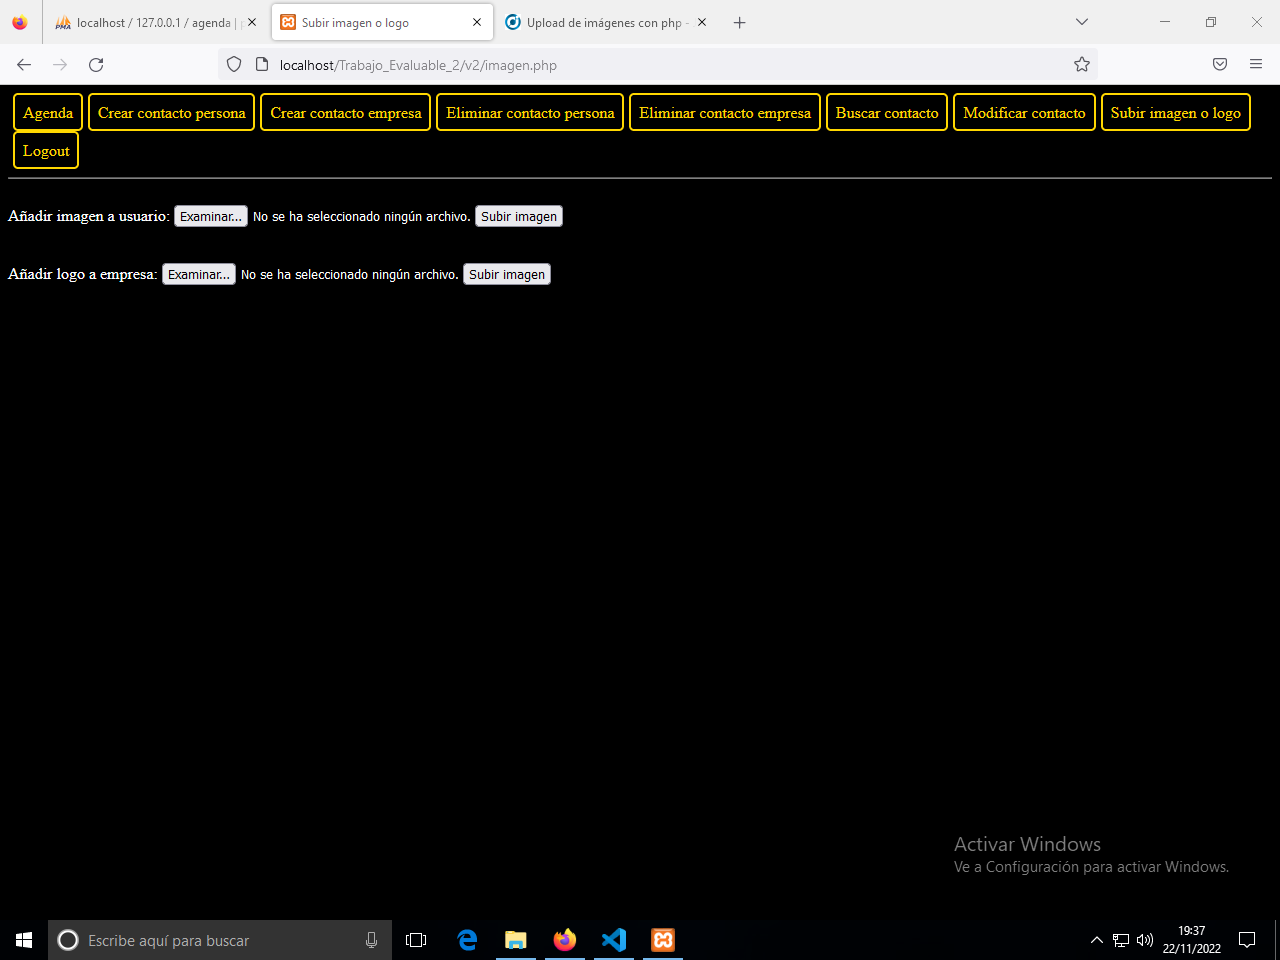 localhost / 127.0.0.1 / agenda | p
Subir imagen o logo
Upload de imágenes con php -
localhost/Trabajo_Evaluable_2/v2/imagen.php
Agenda Crear contacto persona Crear contacto empresa Eliminar contacto persona Eliminar contacto empresa Buscar contacto Modificar contacto Subir imagen o logo
Logout
Añadir imagen a usuario: Examinar... No se ha seleccionado ningún archivo. Subir imagen
Añadir logo a empresa: Examinar... No se ha seleccionado ningún archivo. Subir imagen
Activar Windows
Ve a Configuración para activar Windows.
Escribe aquí para buscar
19:37
22/11/2022